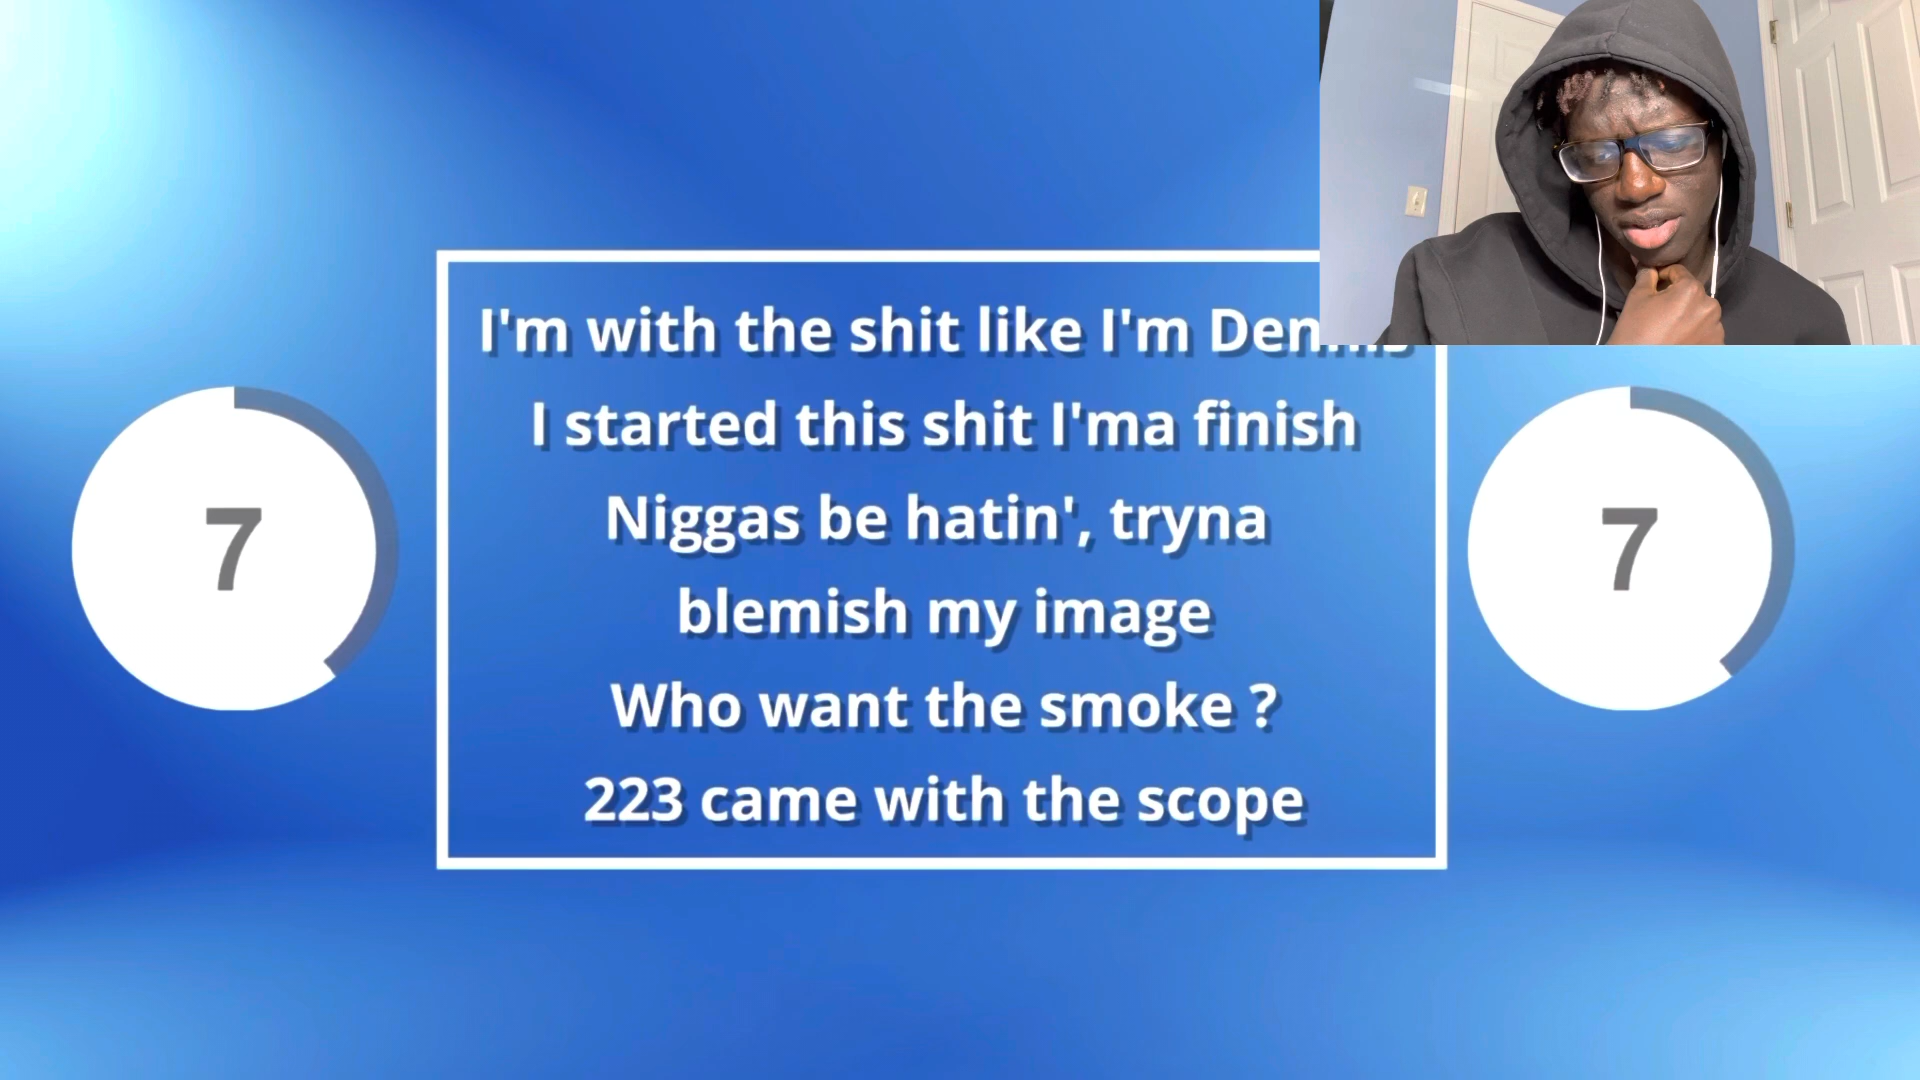 I'm with the shit like I'm Dennis
I started this shit I'ma finish
Niggas be hatin', tryna
blemish my image
Who want the smoke ?
223 came with the scope
7
7